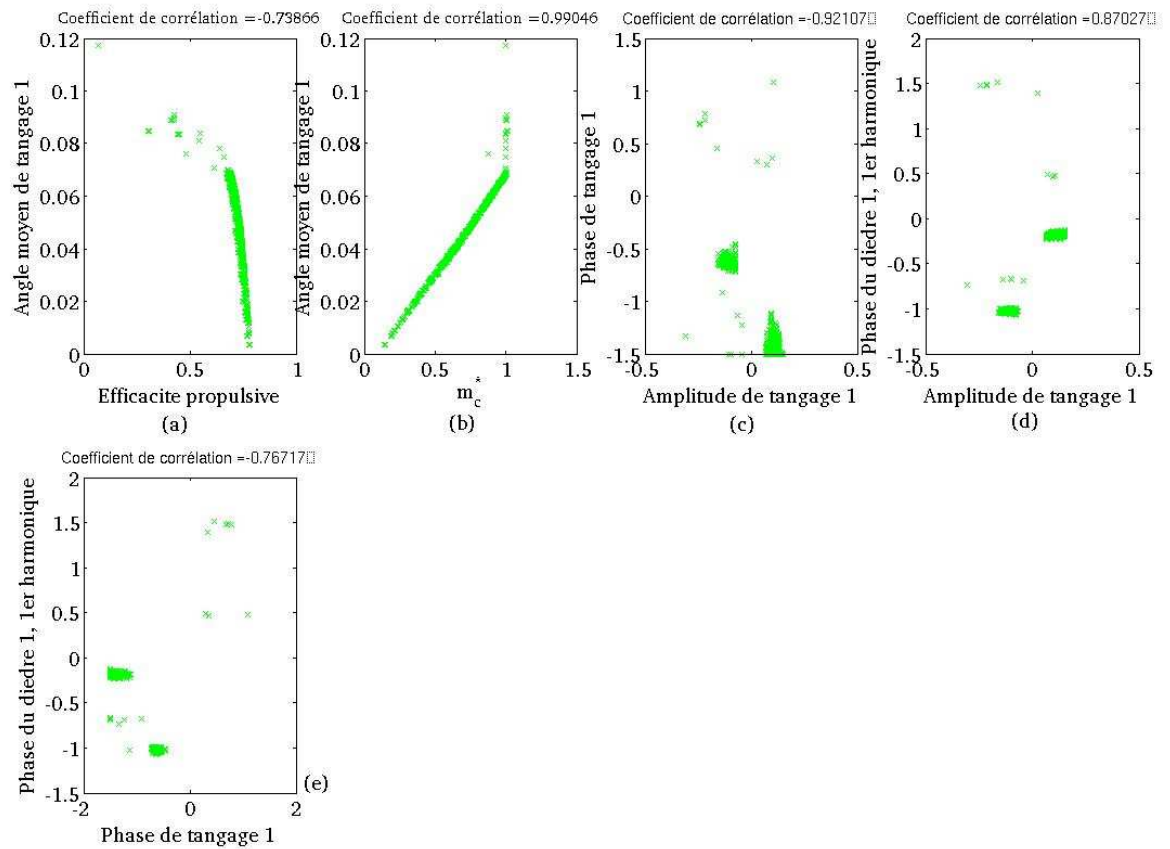 Coefficient de corrélation =-0.73866
Coefficient de corrélation =0.99046
Coefficient de corrélation =-0.92107
Coefficient de corrélation =0.87027
Angle moyen de tangage 1
0.12
0.1
0.08
0.06
0.04
0.02
0
0
0.5
1
Efficacite propulsive
(a)
Angle moyen de tangage 1
0.12
0.1
0.08
0.06
0.04
0.02
0
0
0.5
1
1.5
m_c^*
(b)
Phase de tangage 1
1.5
1
0.5
0
-0.5
-1
-1.5
-0.5
0
0.5
Amplitude de tangage 1
(c)
Phase du diedre 1, 1er harmonique
2
1.5
1
0.5
0
-0.5
-1
-1.5
-0.5
0
0.5
Amplitude de tangage 1
(d)
Coefficient de corrélation =-0.76717
Phase du diedre 1, 1er harmonique
2
1.5
1
0.5
0
-0.5
-1
-1.5
-2
0
2
Phase de tangage 1
(e)